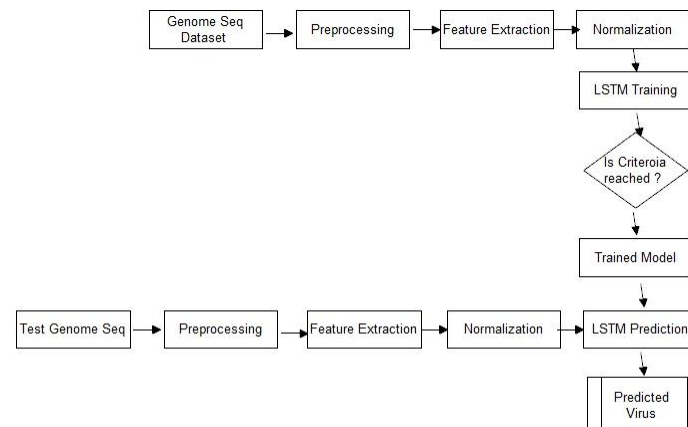 Genome Seq
Dataset
Preprocessing
Feature Extraction
Normalization
LSTM Training
Is Criteroia
reached ?
Trained Model
Test Genome Seq
Preprocessing
Feature Extraction
Normalization
LSTM Prediction
Predicted
Virus